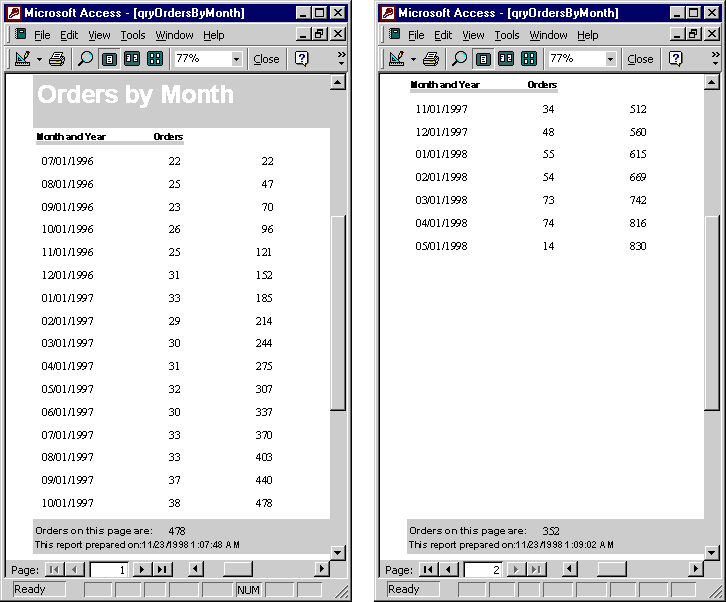 Microsoft Access - [qryOrdersByMonth]
File Edit View Tools Window Help
77% Close
Orders by Month
Month and Year Orders
07/01/1996 22 22
08/01/1996 25 47
09/01/1996 23 70
10/01/1996 26 96
11/01/1996 25 121
12/01/1996 31 152
01/01/1997 33 185
02/01/1997 29 214
03/01/1997 30 244
04/01/1997 31 275
05/01/1997 32 307
06/01/1997 30 337
07/01/1997 33 370
08/01/1997 33 403
09/01/1997 37 440
10/01/1997 38 478
Orders on this page are: 478
This report prepared on:11/23/1998 1:07:48 AM
Page: 1
Ready NUM
Microsoft Access - [qryOrdersByMonth]
File Edit View Tools Window Help
77% Close
Month and Year Orders
11/01/1997 34 512
12/01/1997 48 560
01/01/1998 55 615
02/01/1998 54 669
03/01/1998 73 742
04/01/1998 74 816
05/01/1998 14 830
Orders on this page are: 352
This report prepared on:11/23/1998 1:09:02 AM
Page: 2
Ready